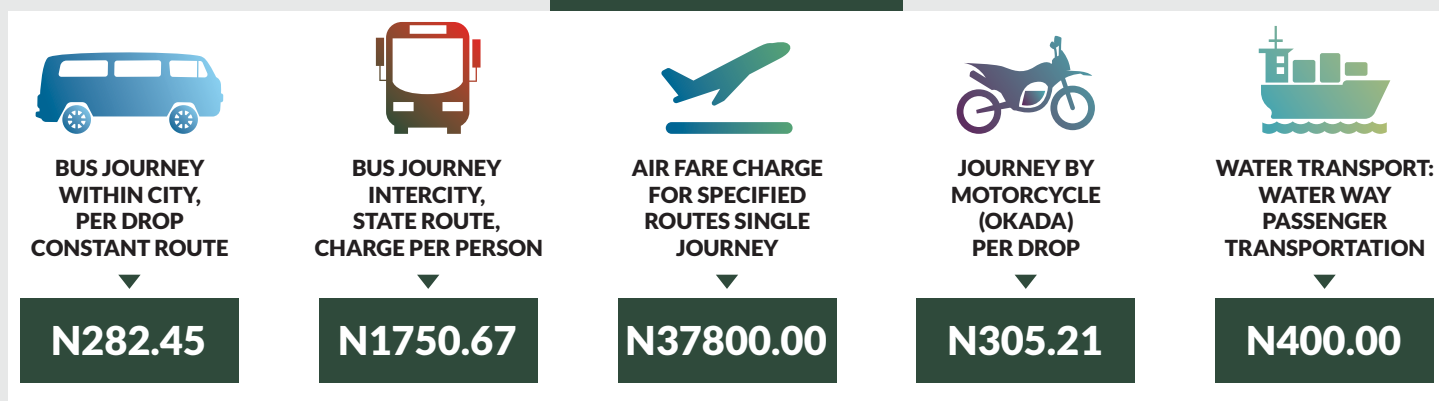 BUS JOURNEY
WITHIN CITY,
PER DROP
CONSTANT ROUTE
N282.45
BUS JOURNEY
INTERCITY,
STATE ROUTE,
CHARGE PER PERSON
N1750.67
AIR FARE CHARGE
FOR SPECIFIED
ROUTES SINGLE
JOURNEY
N37800.00
JOURNEY BY
MOTORCYCLE
(OKADA)
PER DROP
N305.21
WATER TRANSPORT:
WATER WAY
PASSENGER
TRANSPORTATION
N400.00